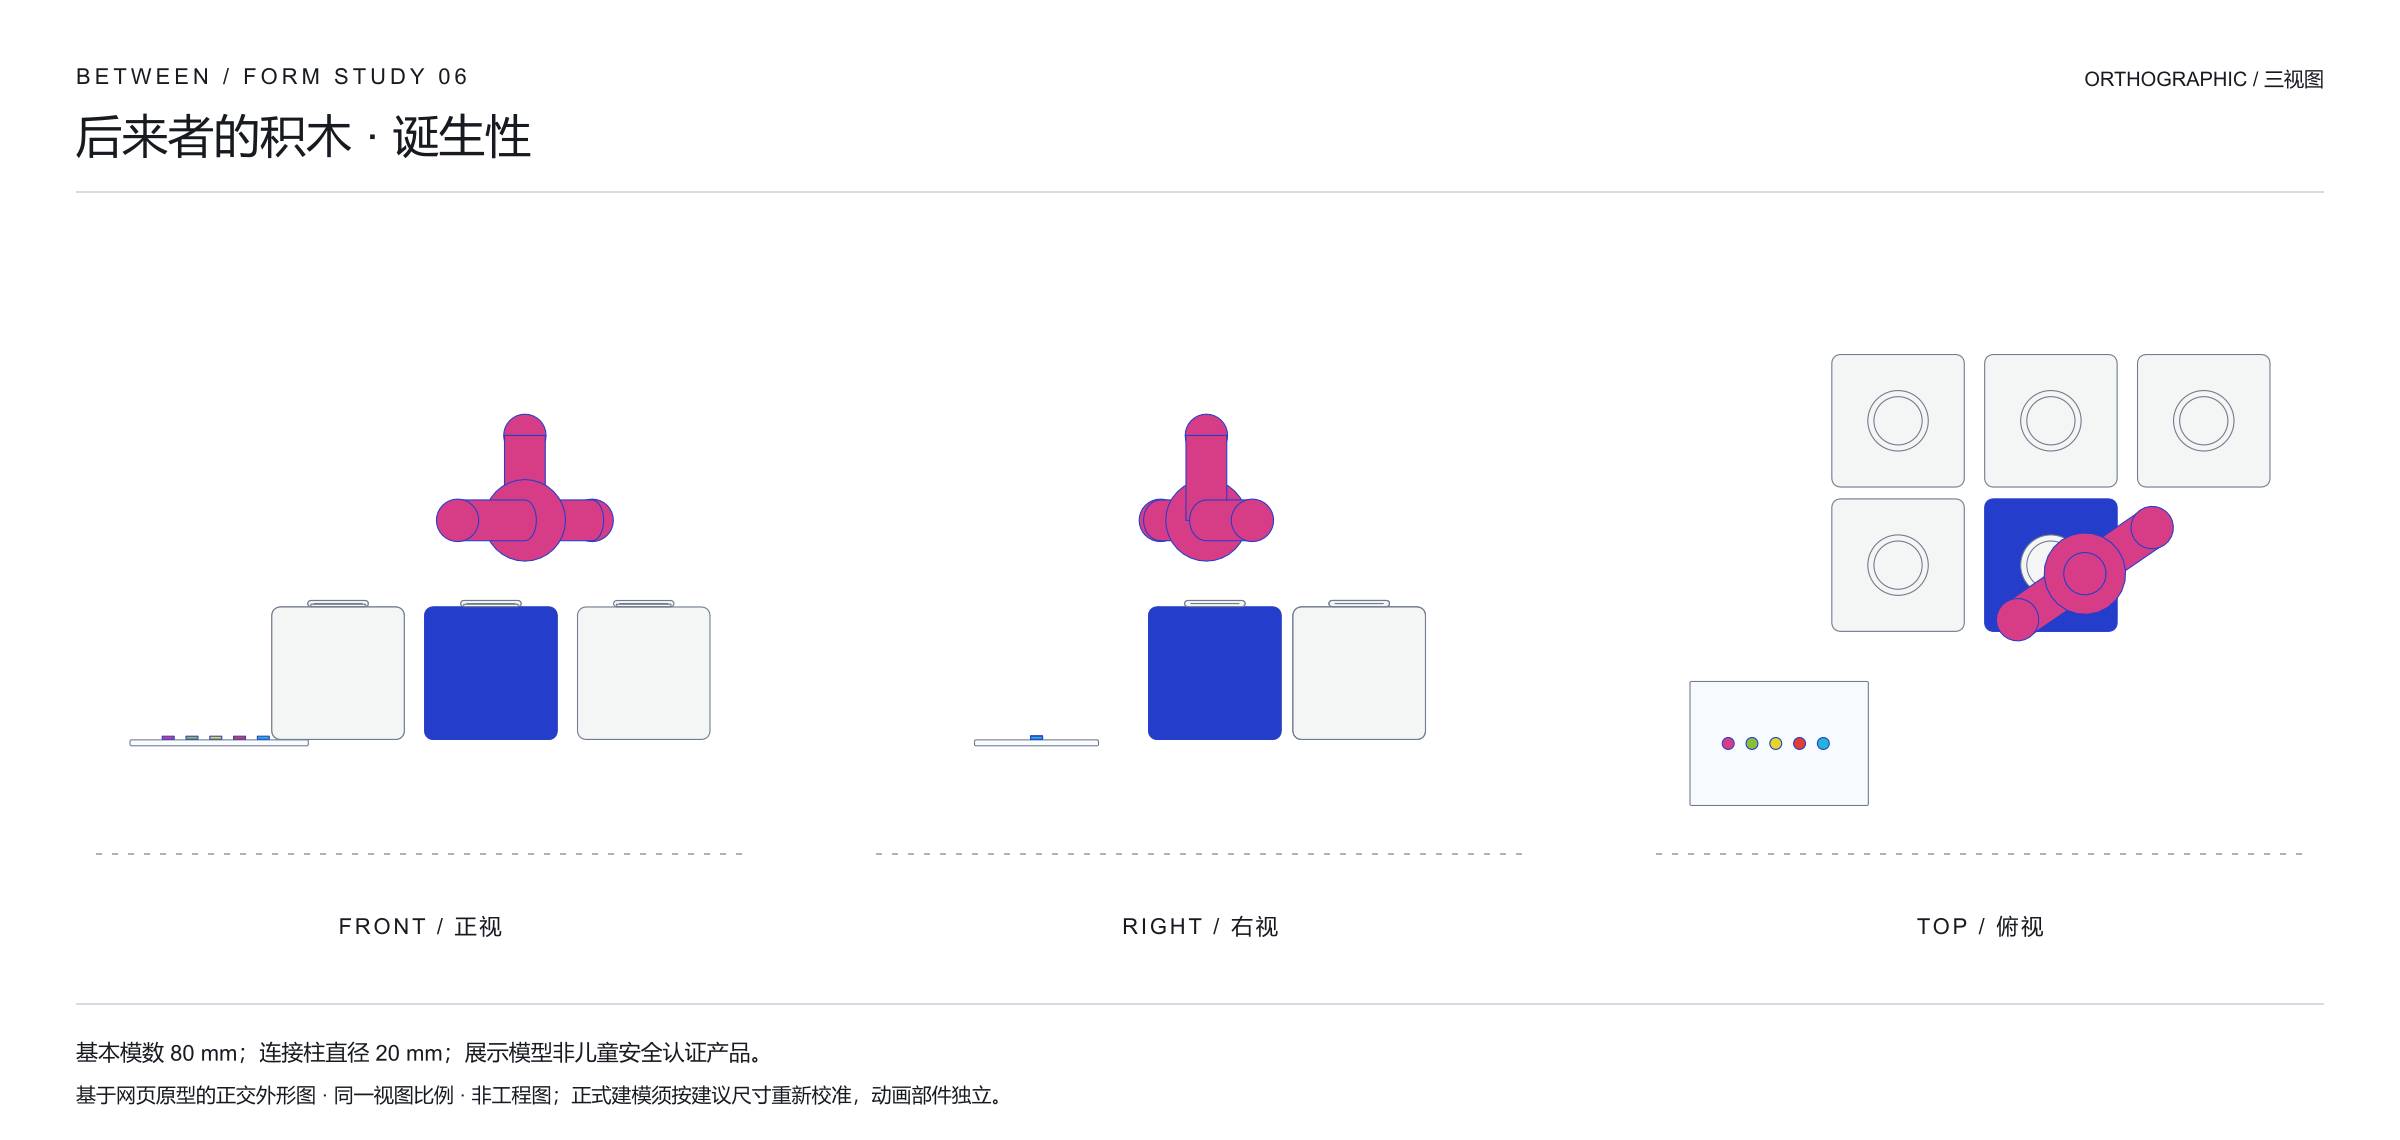 BETWEEN / FORM STUDY 06
ORTHOGRAPHIC / 三视图
后来者的积木 · 诞生性
FRONT / 正视
RIGHT / 右视
TOP / 俯视
基本模数 80 mm；连接柱直径 20 mm；展示模型非儿童安全认证产品。
基于网页原型的正交外形图 · 同一视图比例 · 非工程图；正式建模须按建议尺寸重新校准，动画部件独立。